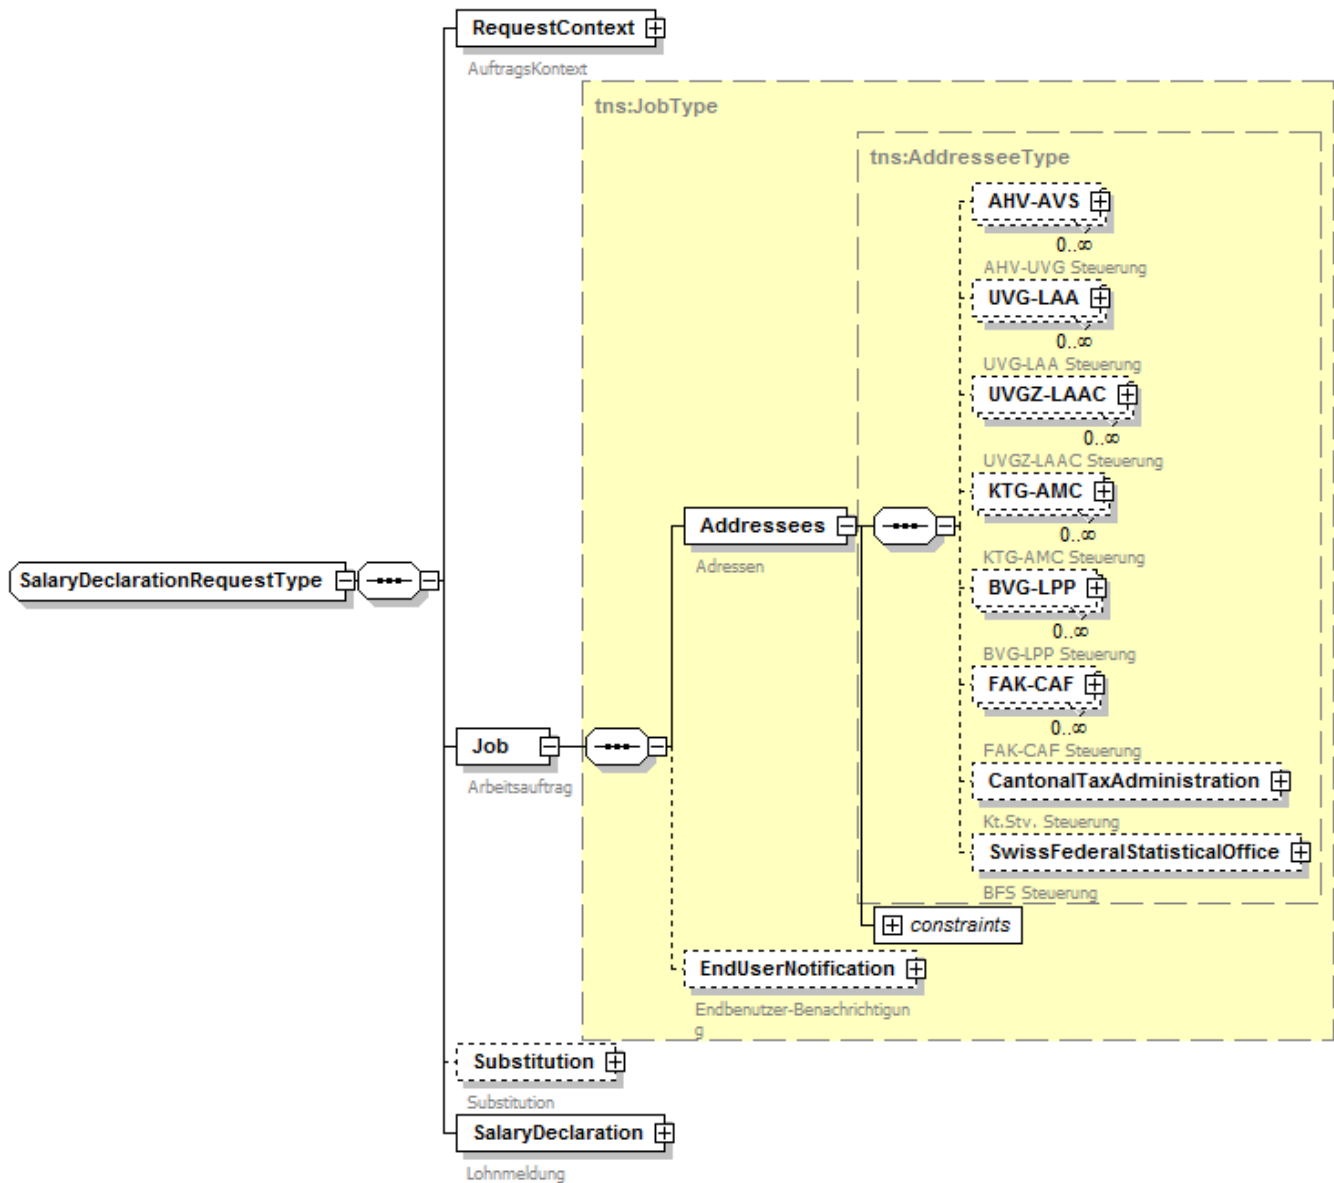 RequestContext
AuftragsKontext
tns:JobType
tns:AddresseeType
AHV-AVS
0..∞
AHV-UVG Steuerung
UVG-LAA
0..∞
UVG-LAA Steuerung
UVGZ-LAAC
0..∞
UVGZ-LAAC Steuerung
KTG-AMC
0..∞
KTG-AMC Steuerung
Addressees
Adressen
SalaryDeclarationRequestType
BVG-LPP
0..∞
BVG-LPP Steuerung
FAK-CAF
0..∞
FAK-CAF Steuerung
Job
Arbeitsauftrag
CantonalTaxAdministration
Kt.Stv. Steuerung
SwissFederalStatisticalOffice
BFS Steuerung
constraints
EndUserNotification
Endbenutzer-Benachrichtigun
g
Substitution
Substitution
SalaryDeclaration
Lohnmeldung